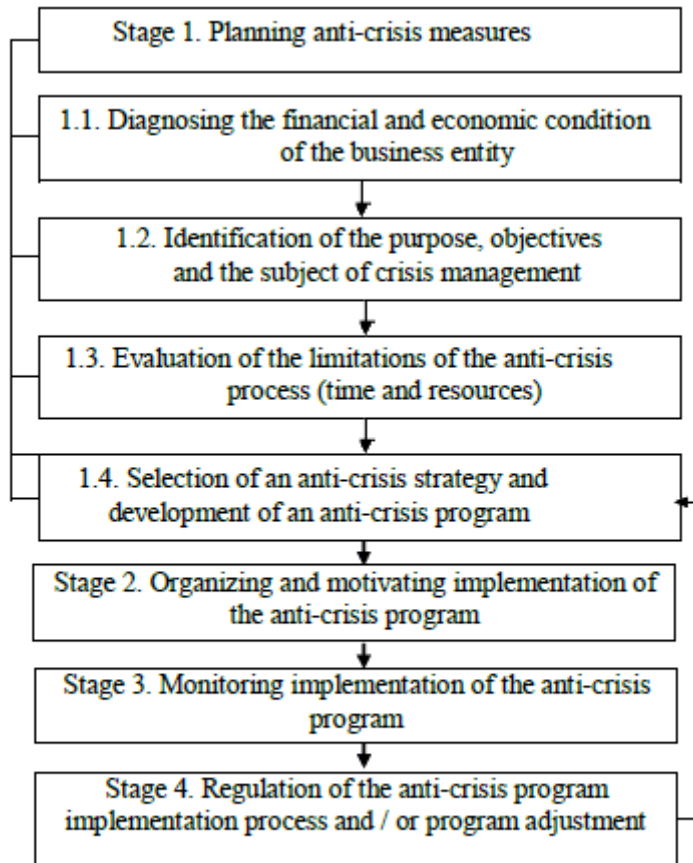 Stage 1. Planning anti-crisis measures
1.1. Diagnosing the financial and economic condition
of the business entity
1.2. Identification of the purpose, objectives
and the subject of crisis management
1.3. Evaluation of the limitations of the anti-crisis
process (time and resources)
1.4. Selection of an anti-crisis strategy and
development of an anti-crisis program
Stage 2. Organizing and motivating implementation of
the anti-crisis program
Stage 3. Monitoring implementation of the anti-crisis
program
Stage 4. Regulation of the anti-crisis program
implementation process and / or program adjustment